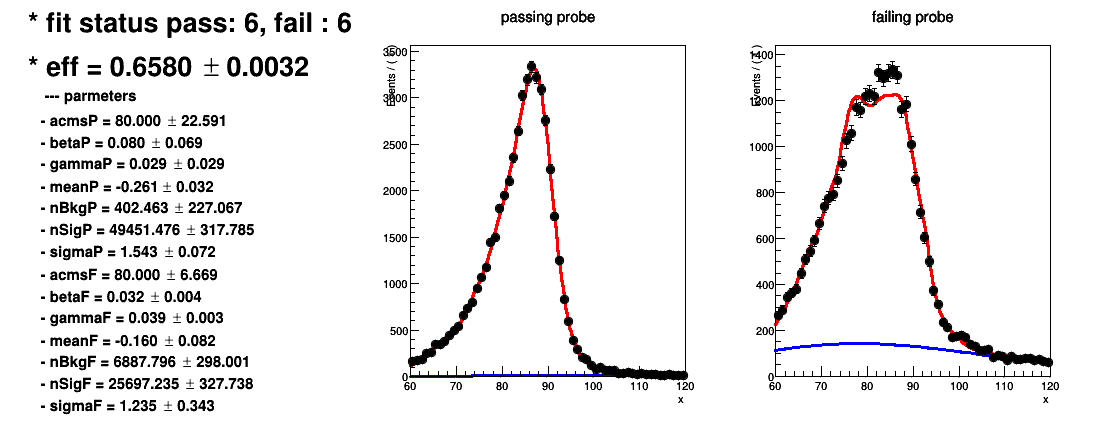 * fit status pass: 6, fail : 6
* eff = 0.6580 ± 0.0032
--- parmeters
- acmsP = 80.000 ± 22.591
- betaP = 0.080 ± 0.069
- gammaP = 0.029 ± 0.029
- meanP = -0.261 ± 0.032
- nBkgP = 402.463 ± 227.067
- nSigP = 49451.476 ± 317.785
- sigmaP = 1.543 ± 0.072
- acmsF = 80.000 ± 6.669
- betaF = 0.032 ± 0.004
- gammaF = 0.039 ± 0.003
- meanF = -0.160 ± 0.082
- nBkgF = 6887.796 ± 298.001
- nSigF = 25697.235 ± 327.738
- sigmaF = 1.235 ± 0.343
passing probe
Events / ( 1 )
3500
3000
2500
2000
1500
1000
500
0
60 70 80 90 100 110 120
x
failing probe
Events / ( 1 )
1400
1200
1000
800
600
400
200
0
60 70 80 90 100 110 120
x